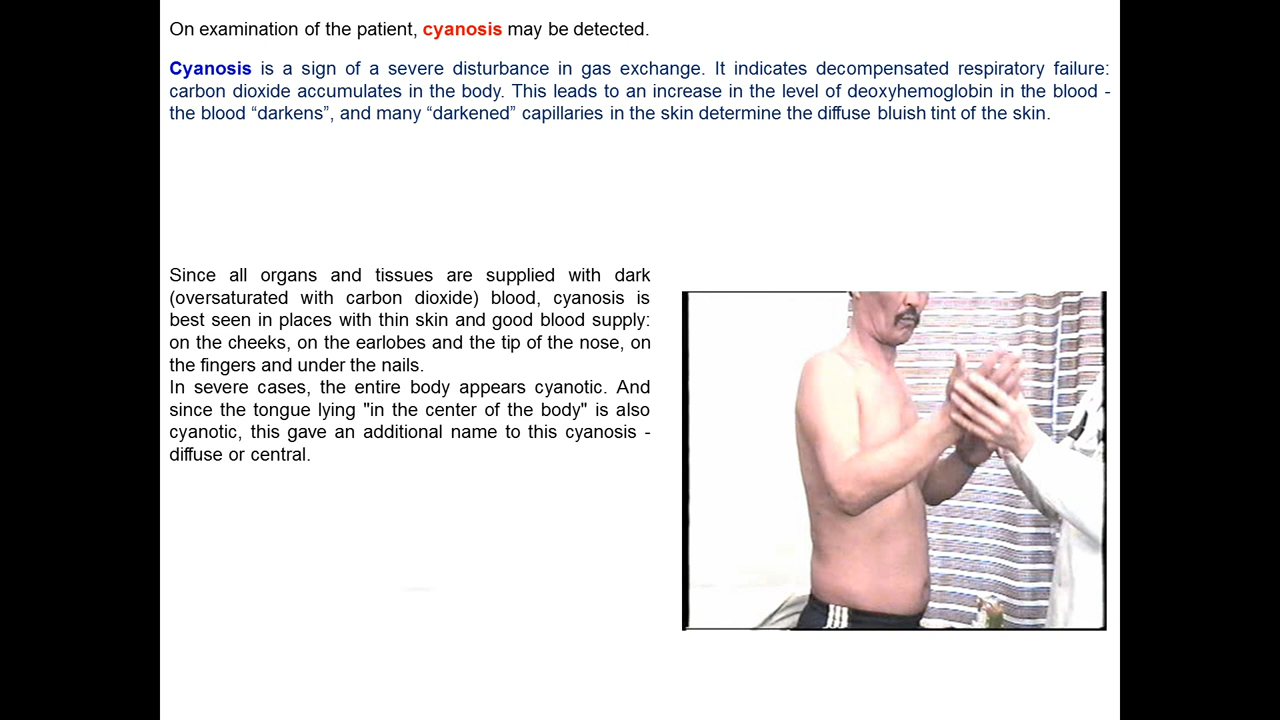 On examination of the patient, cyanosis may be detected.
Cyanosis is a sign of a severe disturbance in gas exchange. It indicates decompensated respiratory failure:
carbon dioxide accumulates in the body. This leads to an increase in the level of deoxyhemoglobin in the blood -
the blood “darkens”, and many “darkened” capillaries in the skin determine the diffuse bluish tint of the skin.
Since all organs and tissues are supplied with dark
(oversaturated with carbon dioxide) blood, cyanosis is
best seen in places with thin skin and good blood supply:
on the cheeks, on the earlobes and the tip of the nose, on
the fingers and under the nails.
In severe cases, the entire body appears cyanotic. And
since the tongue lying "in the center of the body" is also
cyanotic, this gave an additional name to this cyanosis -
diffuse or central.